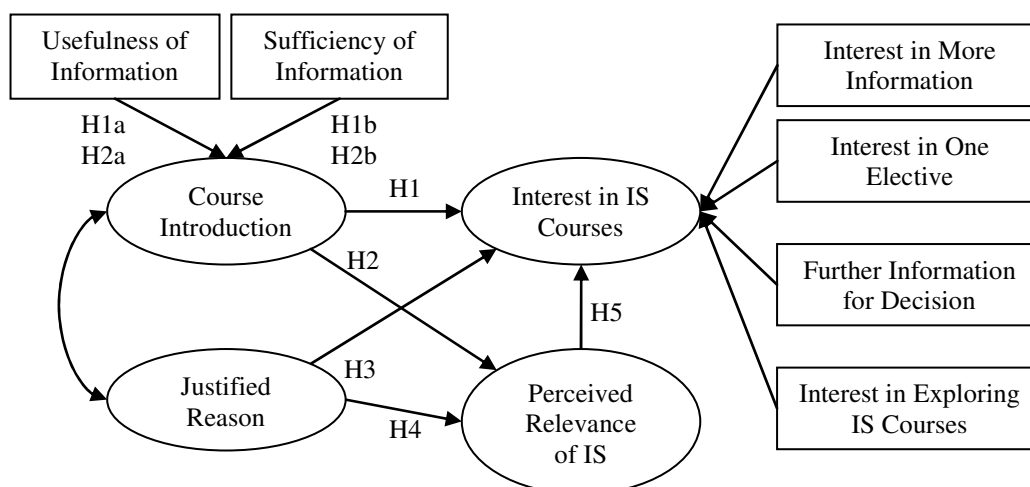 Usefulness of
Information
Sufficiency of
Information
Interest in More
Information
H1a
H2a
H1b
H2b
Interest in One
Elective
Course
Introduction
H1
Interest in IS
Courses
H2
Further Information
for Decision
H5
Justified
Reason
H3
H4
Perceived
Relevance
of IS
Interest in Exploring
IS Courses